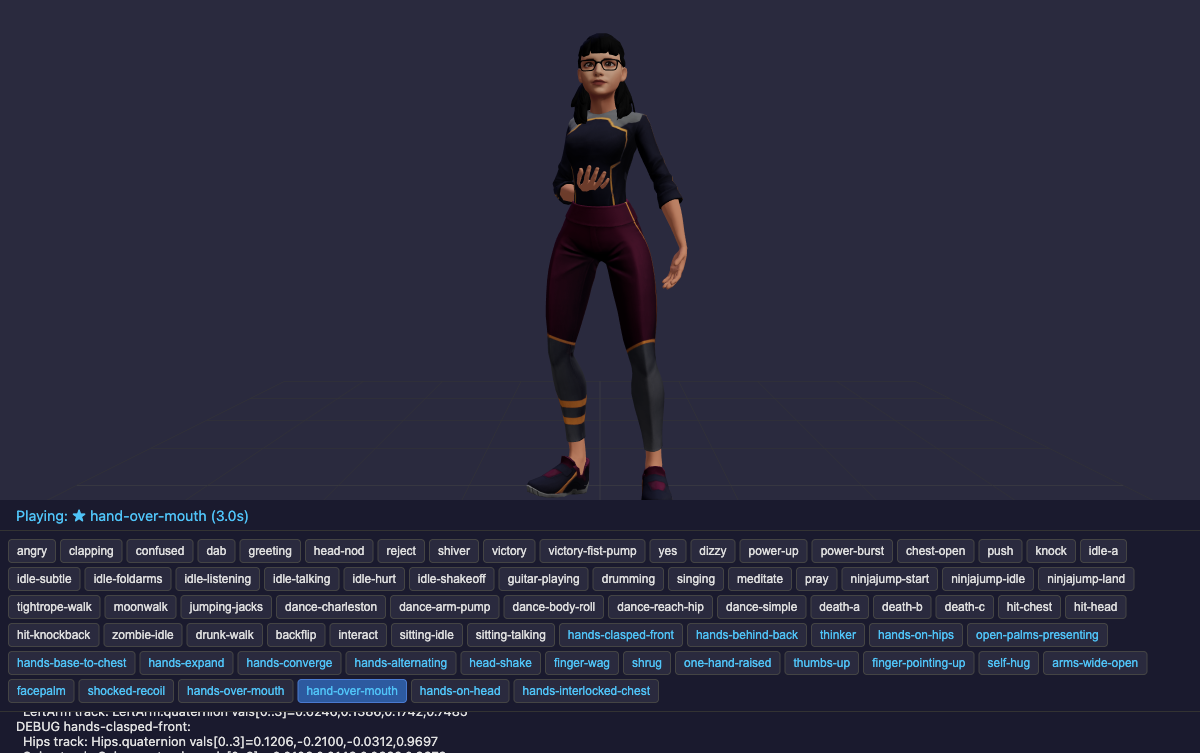 Playing: ★ hand-over-mouth (3.0s)
angry clapping confused dab greeting head-nod reject shiver victory victory-fist-pump yes dizzy power-up power-burst chest-open push knock idle-a
idle-subtle idle-foldarms idle-listening idle-talking idle-hurt idle-shakeoff guitar-playing drumming singing meditate pray ninjajump-start ninjajump-idle ninjajump-land
tightrope-walk moonwalk jumping-jacks dance-charleston dance-arm-pump dance-body-roll dance-reach-hip dance-simple death-a death-b death-c hit-chest hit-head
hit-knockback zombie-idle drunk-walk backflip interact sitting-idle sitting-talking hands-clasped-front hands-behind-back thinker hands-on-hips open-palms-presenting
hands-base-to-chest hands-expand hands-converge hands-alternating head-shake finger-wag shrug one-hand-raised thumbs-up finger-pointing-up self-hug arms-wide-open
facepalm shocked-recoil hands-over-mouth hand-over-mouth hands-on-head hands-interlocked-chest
LeftArm track: LeftArm.quaternion
DEBUG hands-clasped-front:
Hips track: Hips.quaternion vals[0..3]=0.1206,-0.2100,-0.0312,0.9697